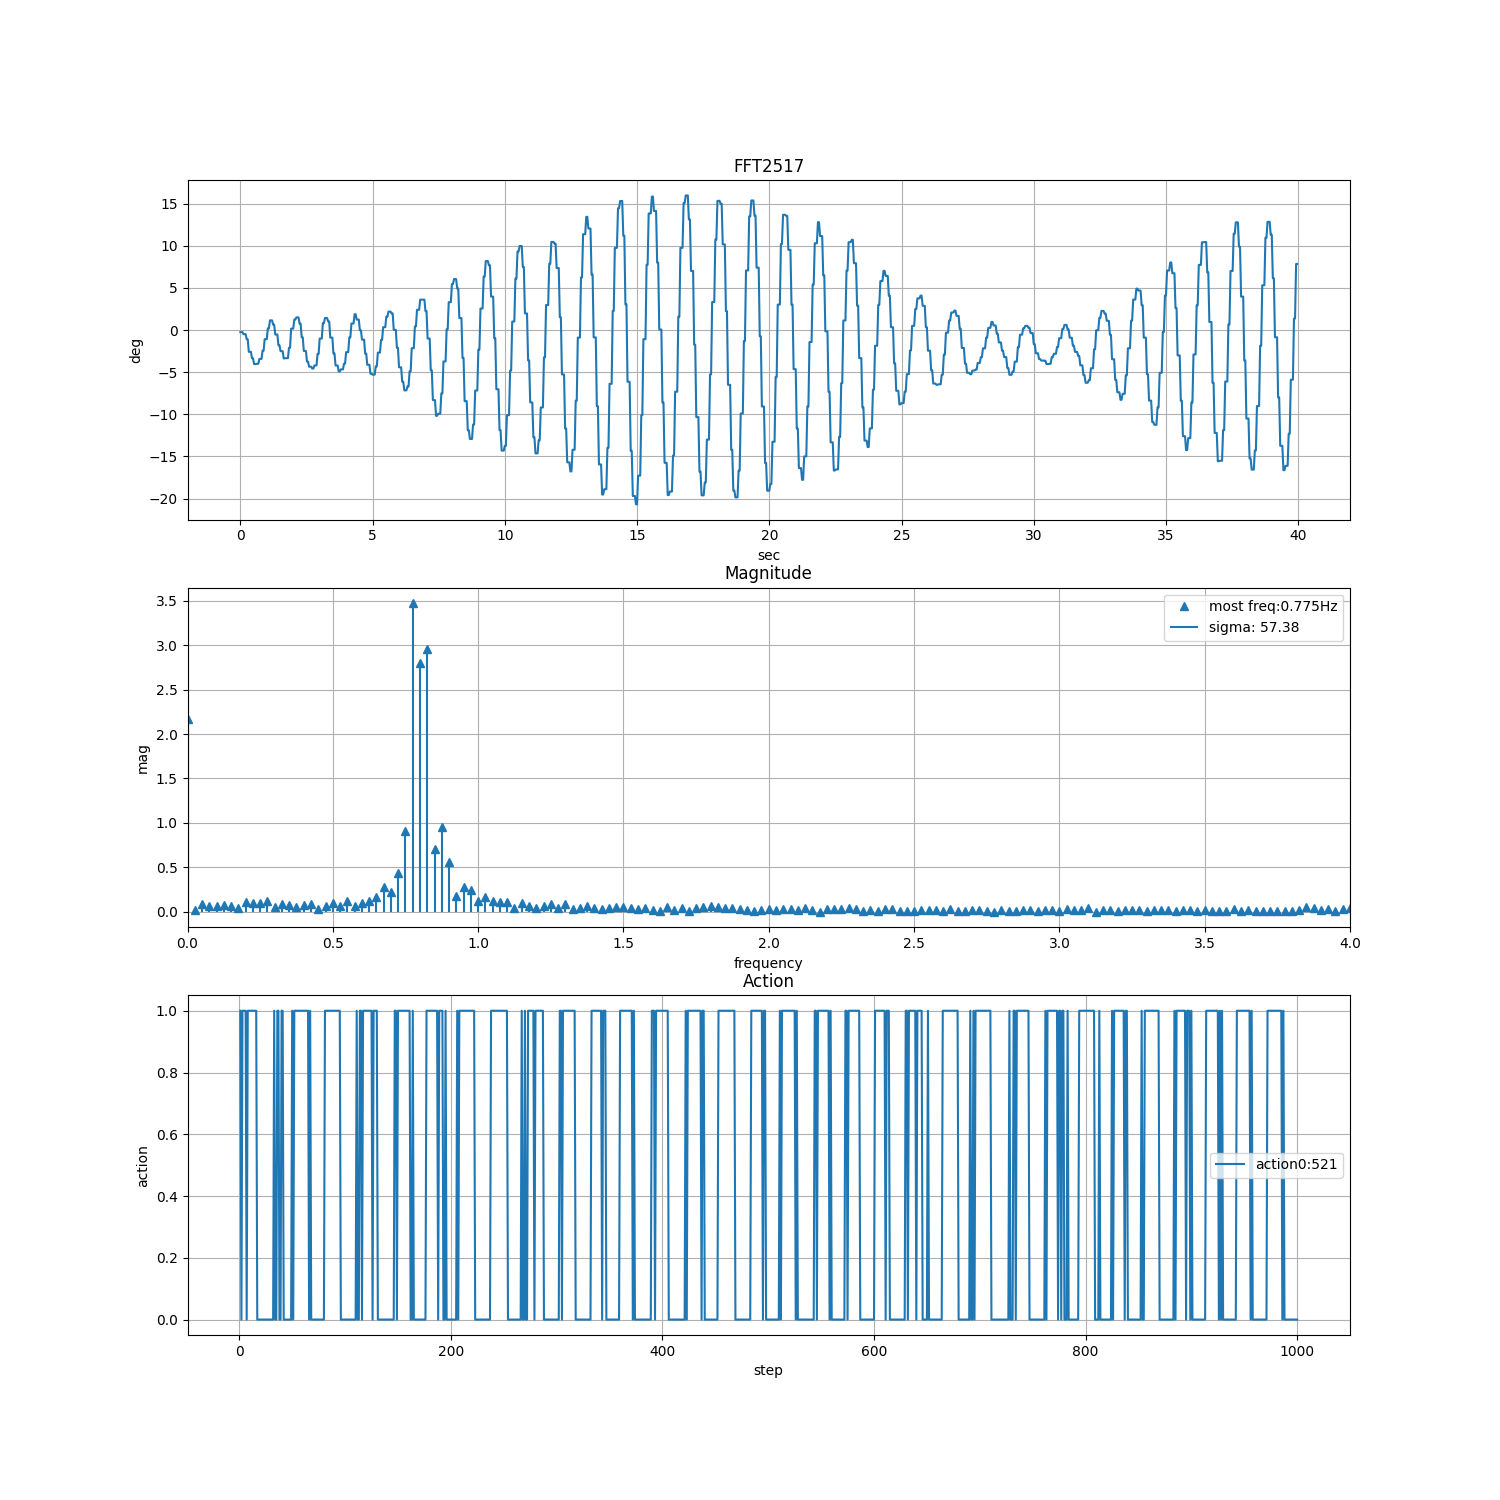 FFT2517
15
10
5
0
−5
−10
−15
−20
deg
0 5 10 15 20 25 30 35 40
sec
Magnitude
3.5
3.0
2.5
2.0
1.5
1.0
0.5
0.0
mag
most freq:0.775Hz
sigma: 57.38
0.0 0.5 1.0 1.5 2.0 2.5 3.0 3.5 4.0
frequency
Action
1.0
0.8
0.6
0.4
0.2
0.0
action
action0:521
0 200 400 600 800 1000
step